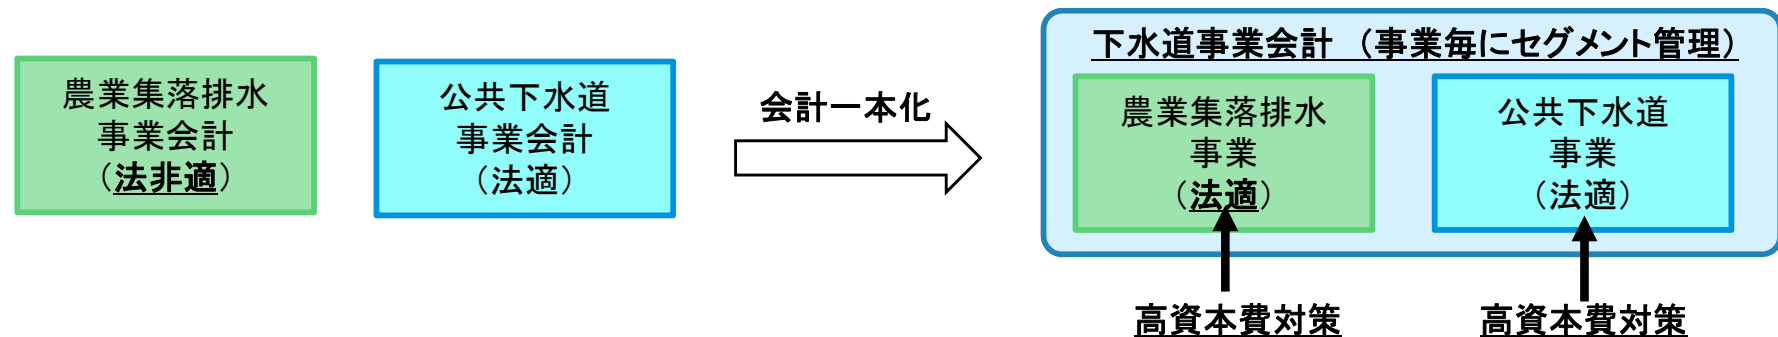 農業集落排水
事業会計
（法非適）
公共下水道
事業会計
（法適）
会計一本化
下水道事業会計　（事業毎にセグメント管理）
農業集落排水
事業
（法適）
公共下水道
事業
（法適）
高資本費対策
高資本費対策